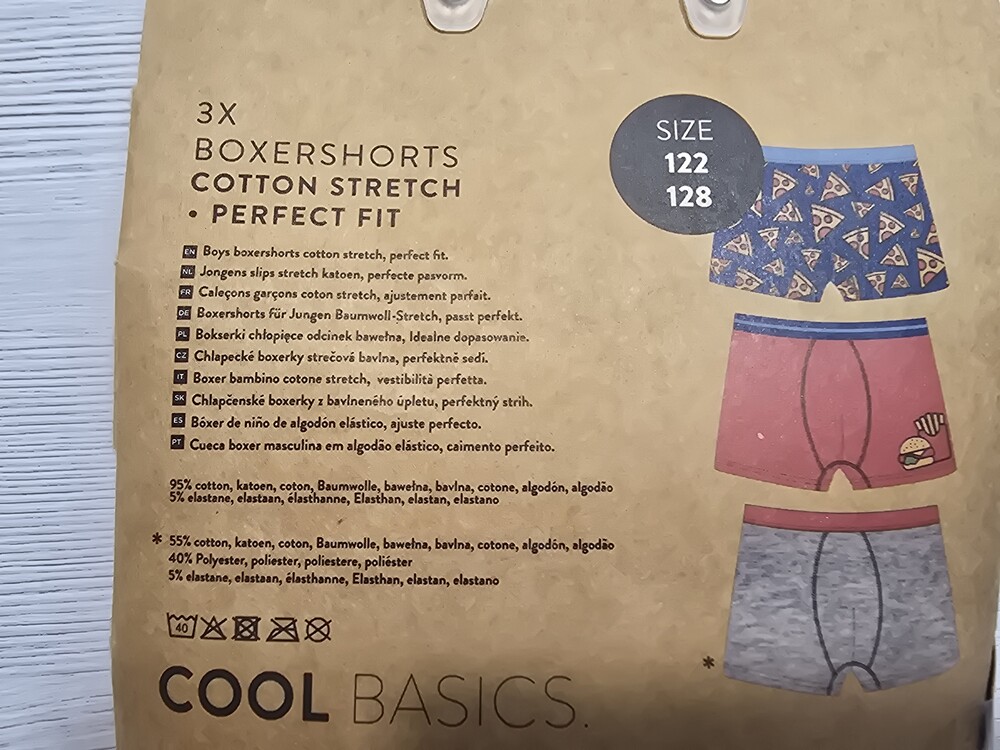 3X
BOXERSHORTS
COTTON STRETCH
• PERFECT FIT
SIZE
122
128
EN Boys boxershorts cotton stretch, perfect fit.
NL Jongens slips stretch katoen, perfecte pasvorm.
FR Caleçons garçons coton stretch, ajustement parfait.
DE Boxershorts für Jungen Baumwoll-Stretch, passt perfekt.
PL Bokserki chłopięce odcinek bawełna, Idealne dopasowanie.
CZ Chlapecké boxerky strečová bavlna, perfektně sedí.
IT Boxer bambino cotone stretch, vestibilità perfetta.
SK Chlapčenské boxerky z bavlneného úpletu, perfektný strih.
ES Bóxer de niño de algodón elástico, ajuste perfecto.
PT Cueca boxer masculina em algodão elástico, caimento perfeito.
95% cotton, katoen, coton, Baumwolle, bawełna, bavlna, cotone, algodón, algodão
5% elastane, elastaan, élasthanne, Elasthan, elastan, elastano
* 55% cotton, katoen, coton, Baumwolle, bawełna, bavlna, cotone, algodón, algodão
40% Polyester, poliester, poliestere, poliéster
5% elastane, elastaan, élasthanne, Elasthan, elastan, elastano
40
*
COOL BASICS.